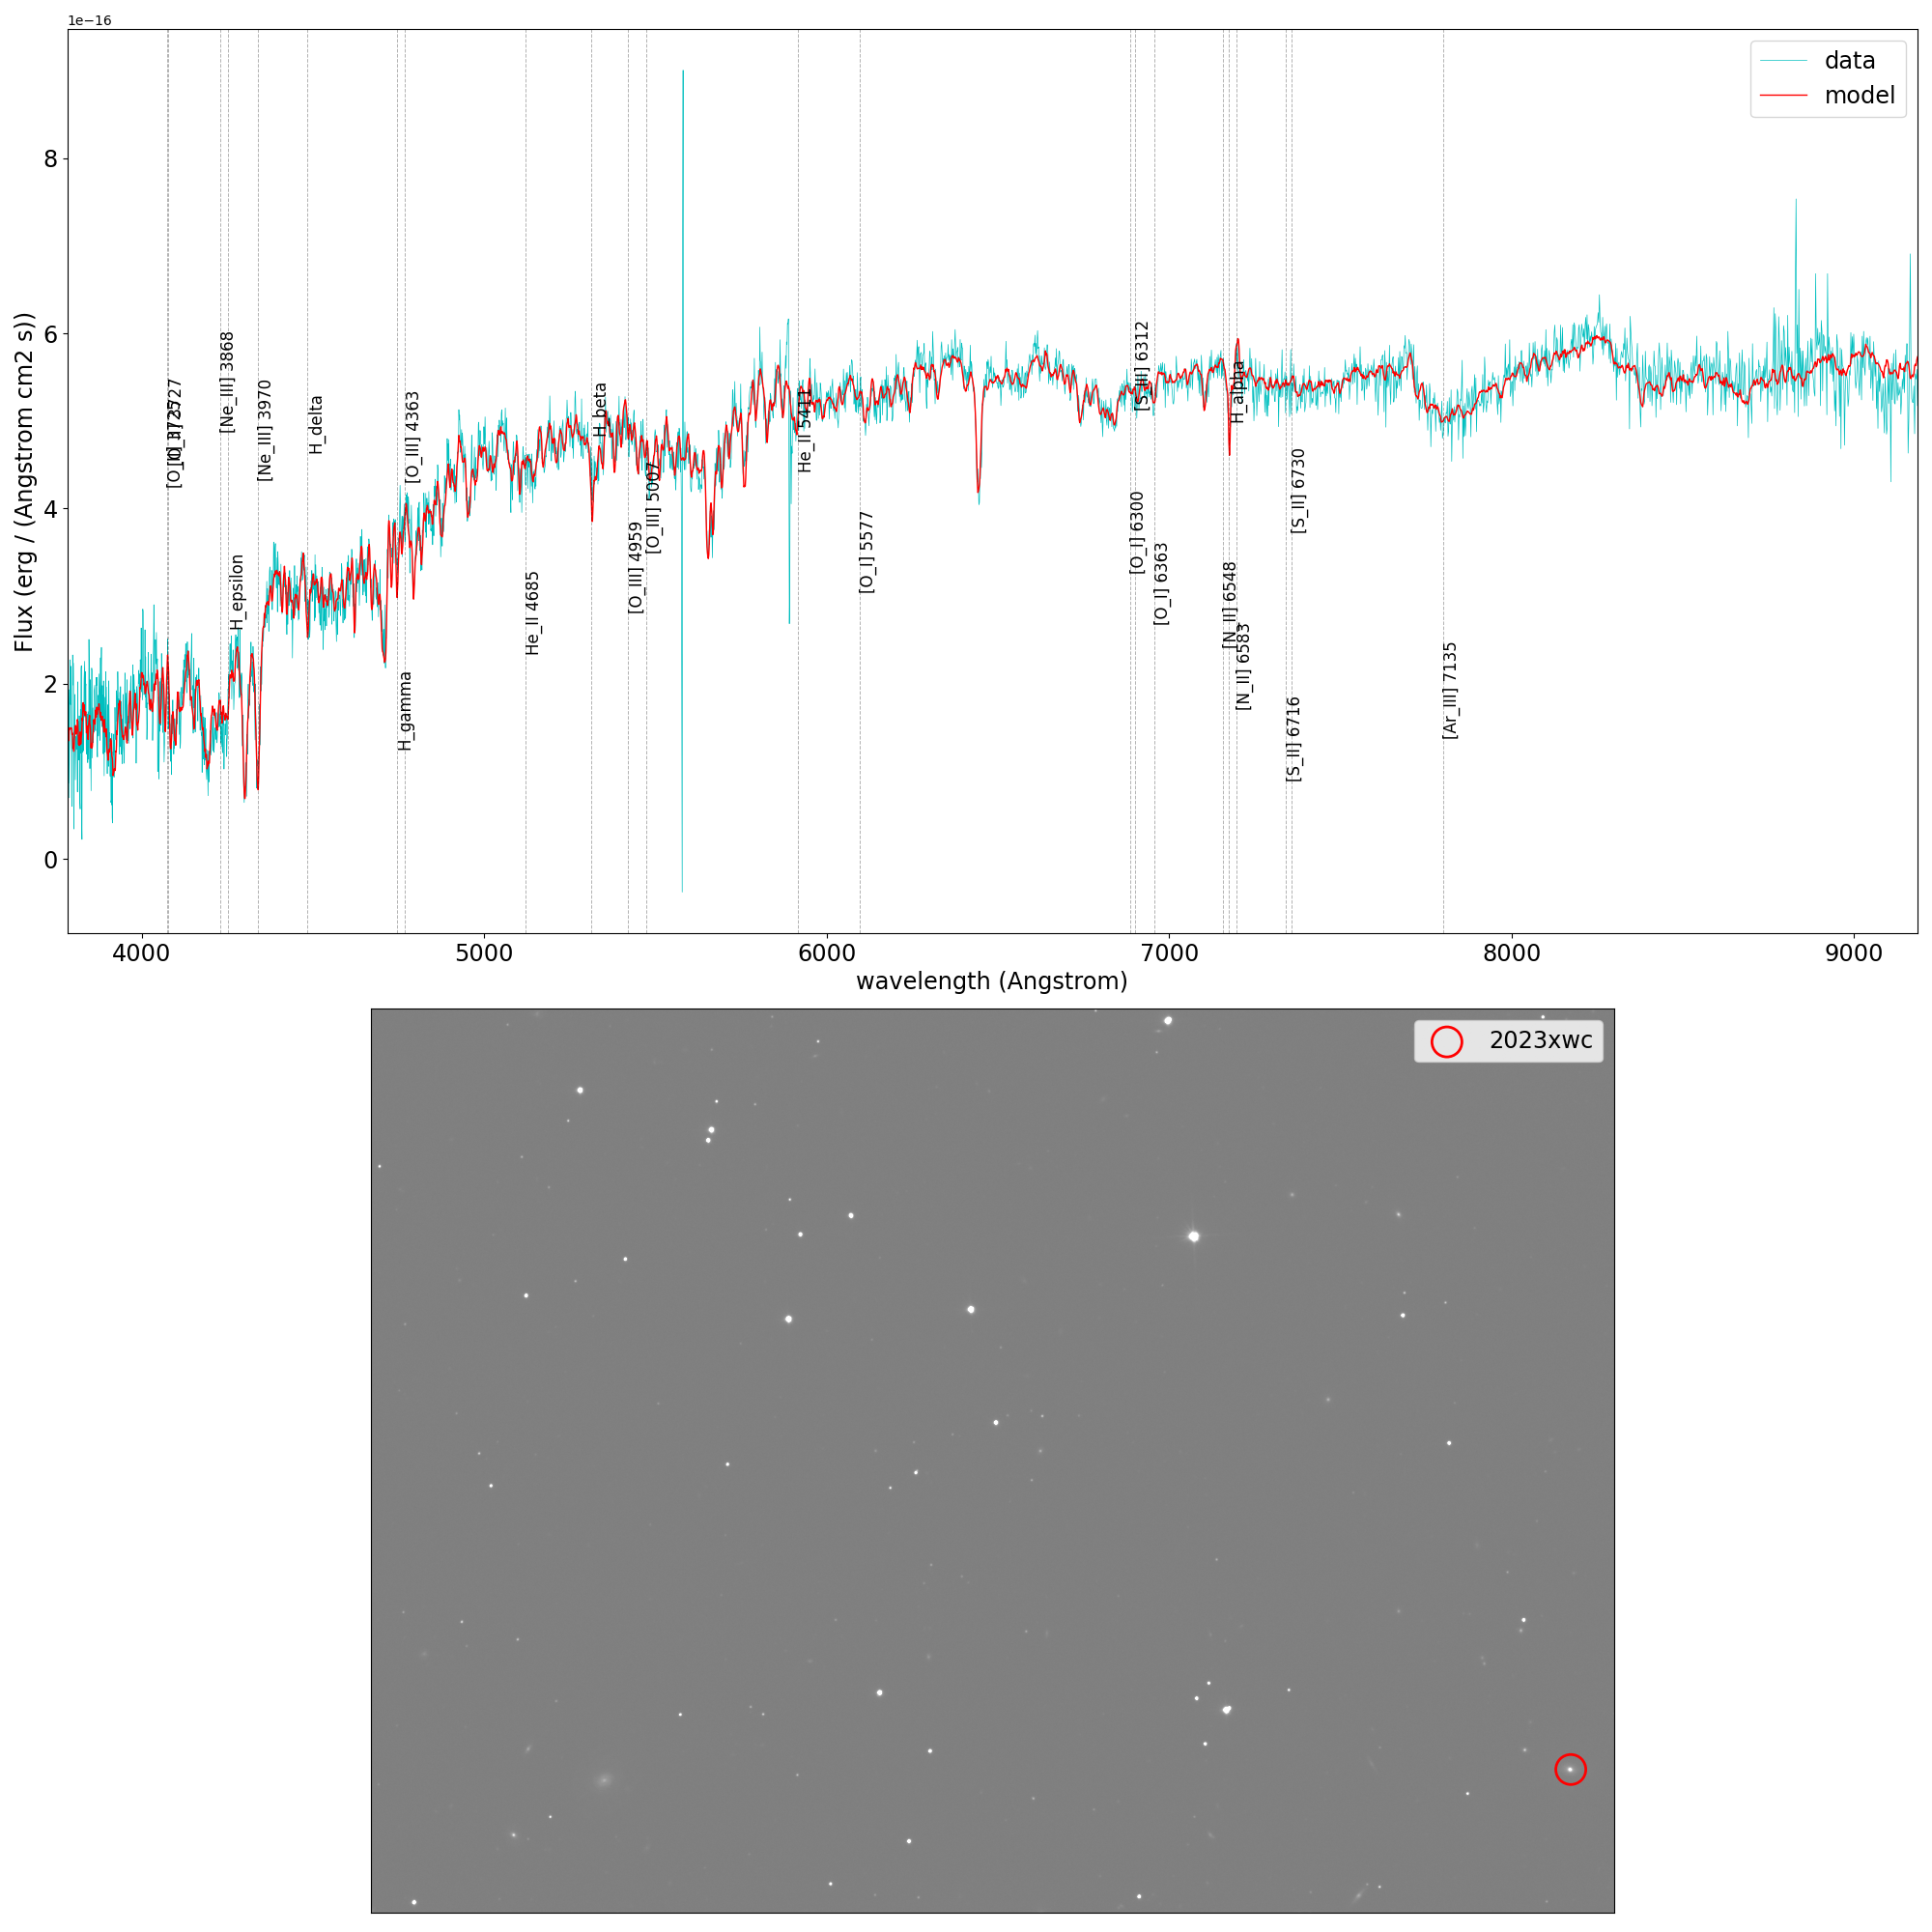 1e−16
data
model
Flux (erg / (Angstrom cm2 s))
8
6
4
2
0
[Ne_III] 3868
H_epsilon
[Ne_III] 3970
H_delta
H_gamma
[O_III] 4363
He_II 4685
H_beta
[O_III] 4959
[O_III] 5007
He_II 5411
[O_I] 5577
[O_I] 6300
[S_III] 6312
[O_I] 6363
[N_II] 6548
H_alpha
[N_II] 6583
[S_II] 6716
[S_II] 6730
[Ar_III] 7135
4000 5000 6000 7000 8000 9000
wavelength (Angstrom)
2023xwc